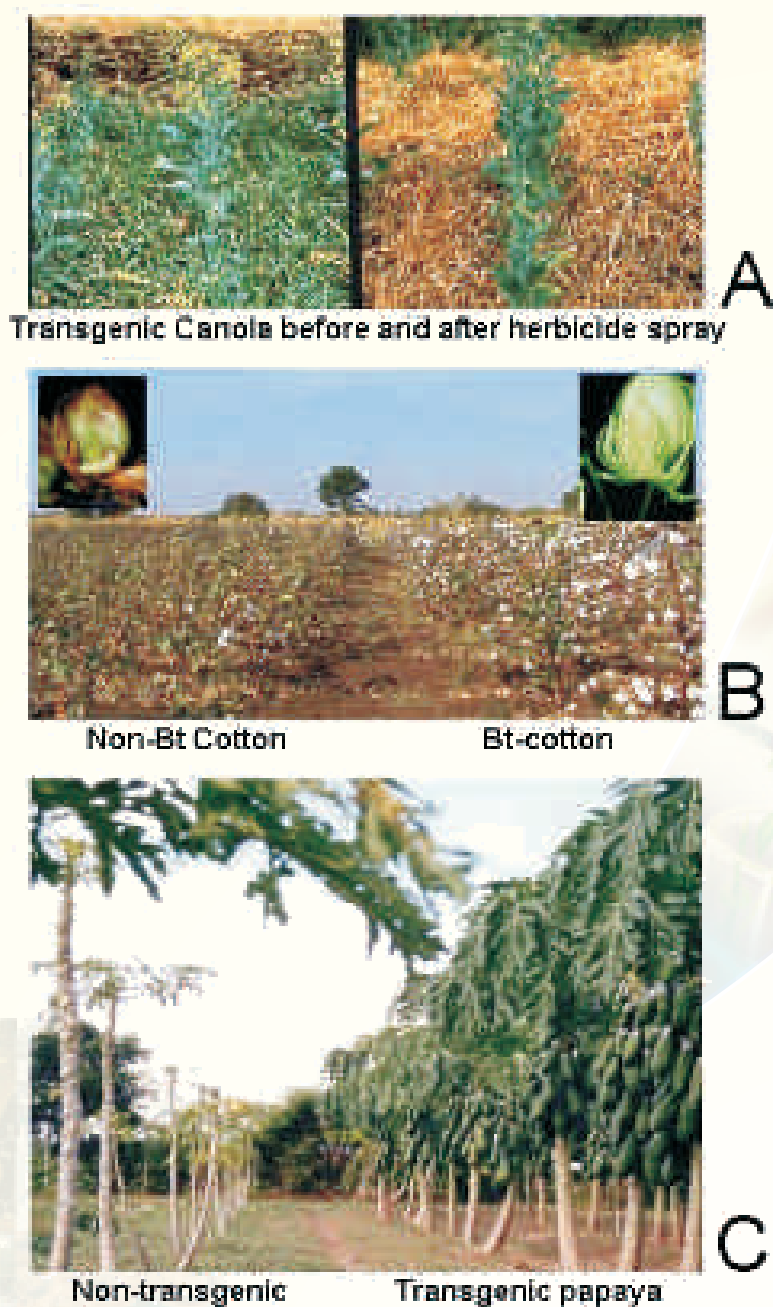 A
Transgenic Canola before and after herbicide spray
B
Non-Bt Cotton Bt-cotton
C
Non-transgenic Transgenic papaya